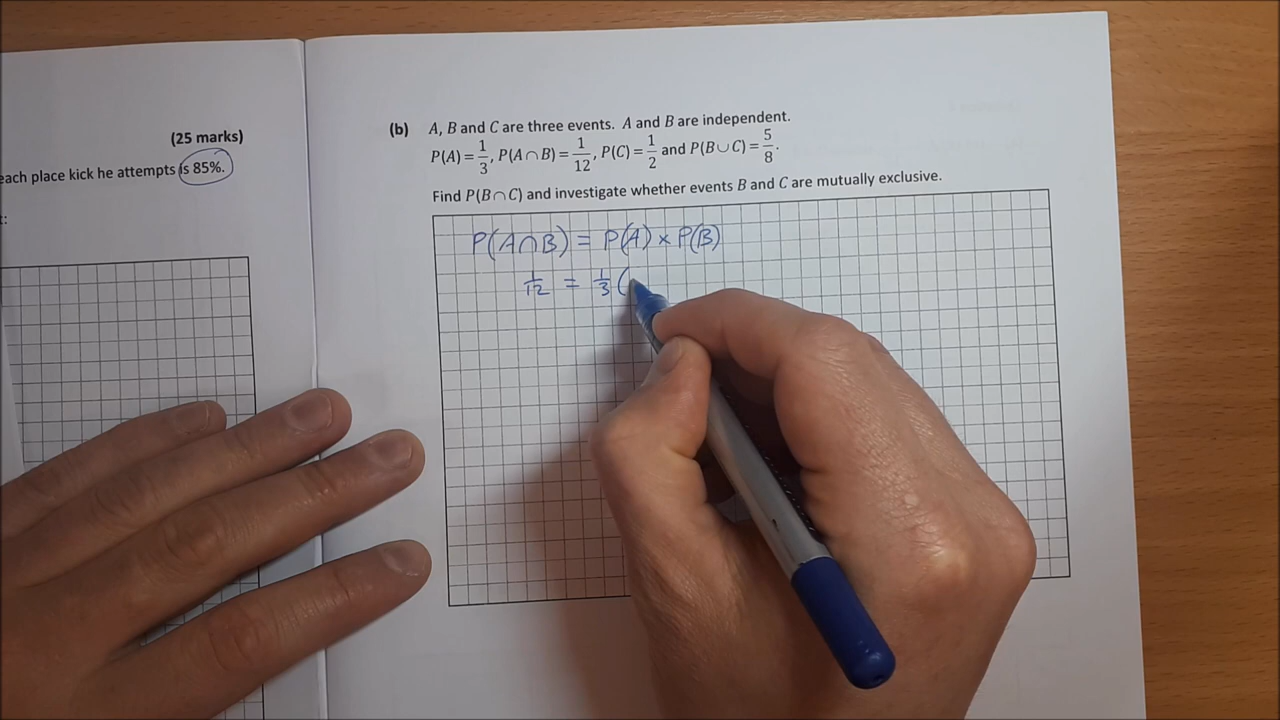 (25 marks)
each place kick he attempts is 85%.
:
(b) A, B and C are three events. A and B are independent.
P(A)=1/3, P(A∩B)=1/12, P(C)=1/2 and P(B∪C)=5/8.
Find P(B∩C) and investigate whether events B and C are mutually exclusive.
P(A∩B) = P(A) × P(B)
1/12 = 1/3 (